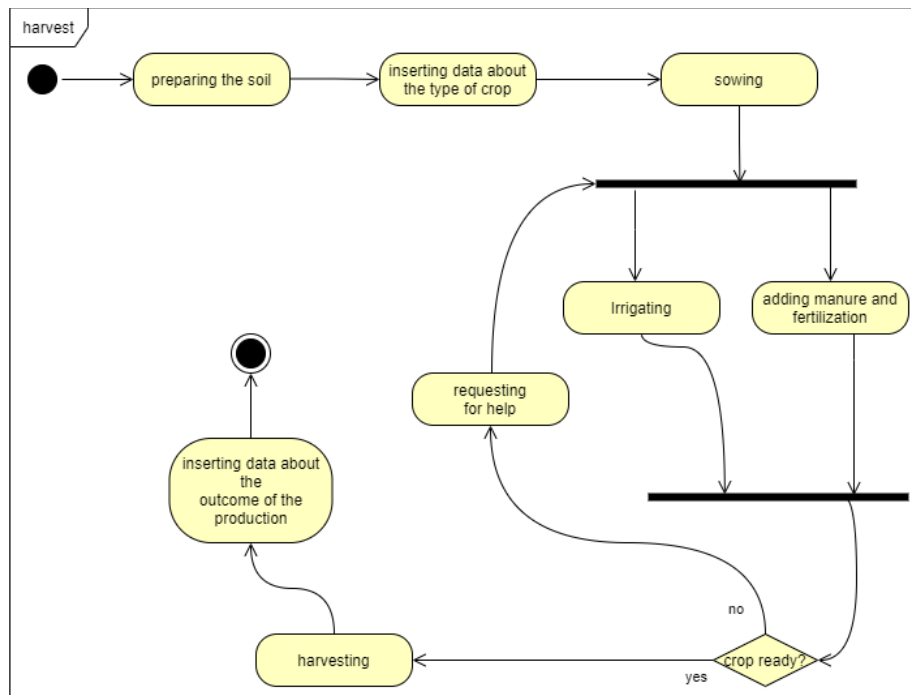 harvest
preparing the soil
inserting data about
the type of crop
sowing
Irrigating
adding manure and
fertilization
requesting
for help
inserting data about
the
outcome of the
production
no
crop ready?
yes
harvesting